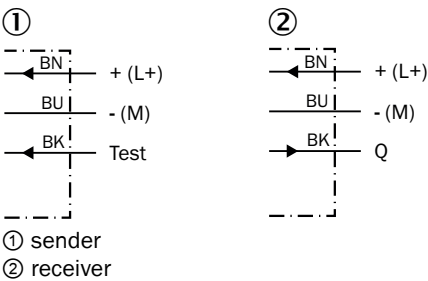 ① ②
BN + (L+) BN + (L+)
BU - (M) BU - (M)
BK Test BK Q
① sender
② receiver